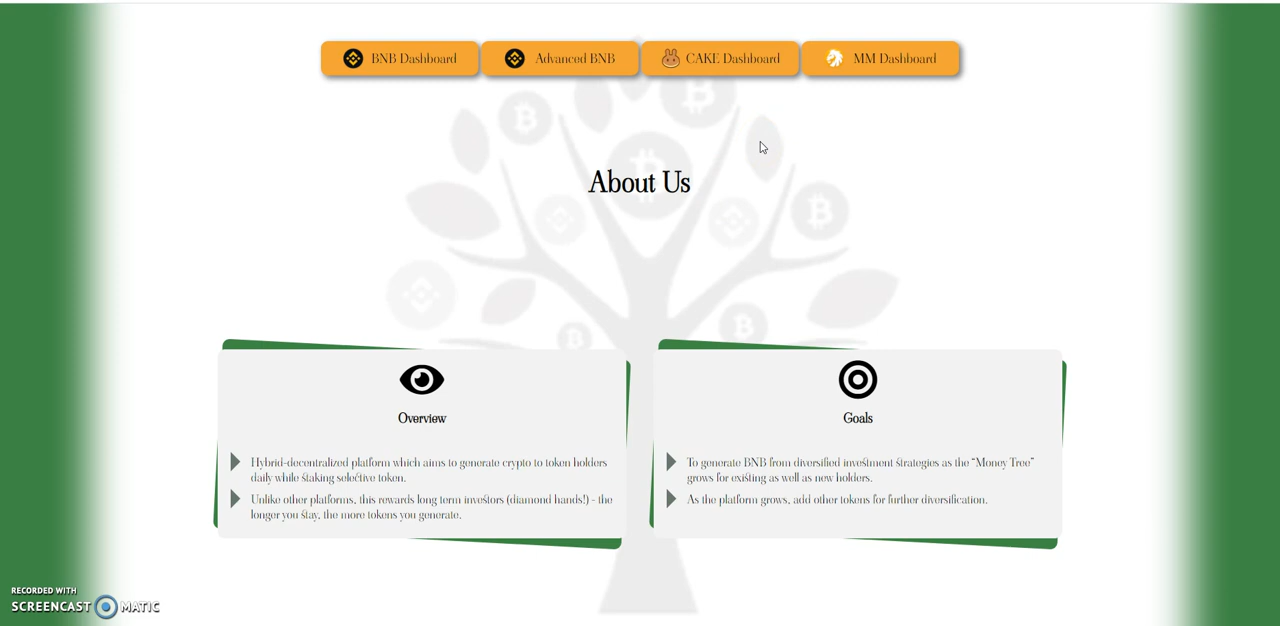 BNB Dashboard
Advanced BNB
CAKE Dashboard
MM Dashboard
About Us
Overview
Hybrid-decentralized platform which aims to generate crypto to token holders
daily while staking selective token.
Unlike other platforms, this rewards long term investors (diamond hands!) - the
longer you stay, the more tokens you generate.
Goals
To generate BNB from diversified investment strategies as the “Money Tree”
grows for existing as well as new holders.
As the platform grows, add other tokens for further diversification.
RECORDED WITH
SCREENCAST MATIC